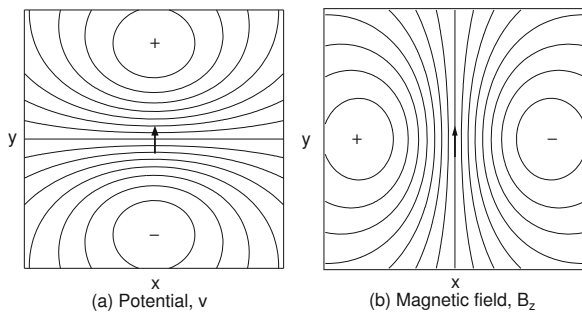 +
y
−
x
(a) Potential, v
+
y
−
x
(b) Magnetic field, B_z